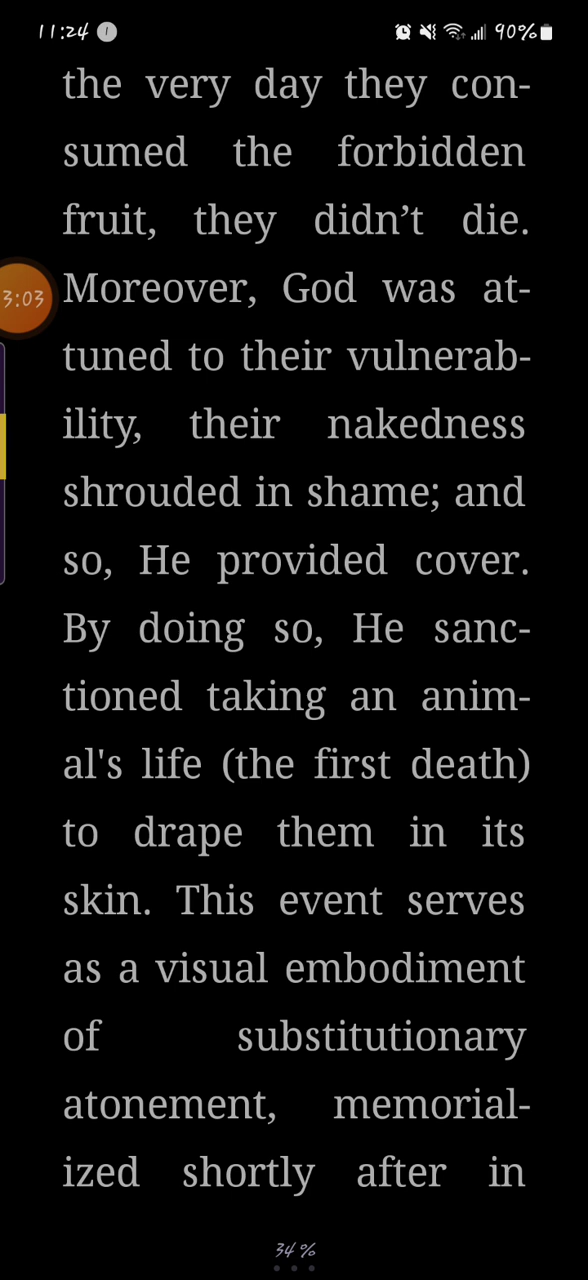 11:24
90%
the very day they con-
sumed the forbidden
fruit, they didn’t die.
3:03
Moreover, God was at-
tuned to their vulnerab-
ility, their nakedness
shrouded in shame; and
so, He provided cover.
By doing so, He sanc-
tioned taking an anim-
al's life (the first death)
to drape them in its
skin. This event serves
as a visual embodiment
of substitutionary
atonement, memorial-
ized shortly after in
34%